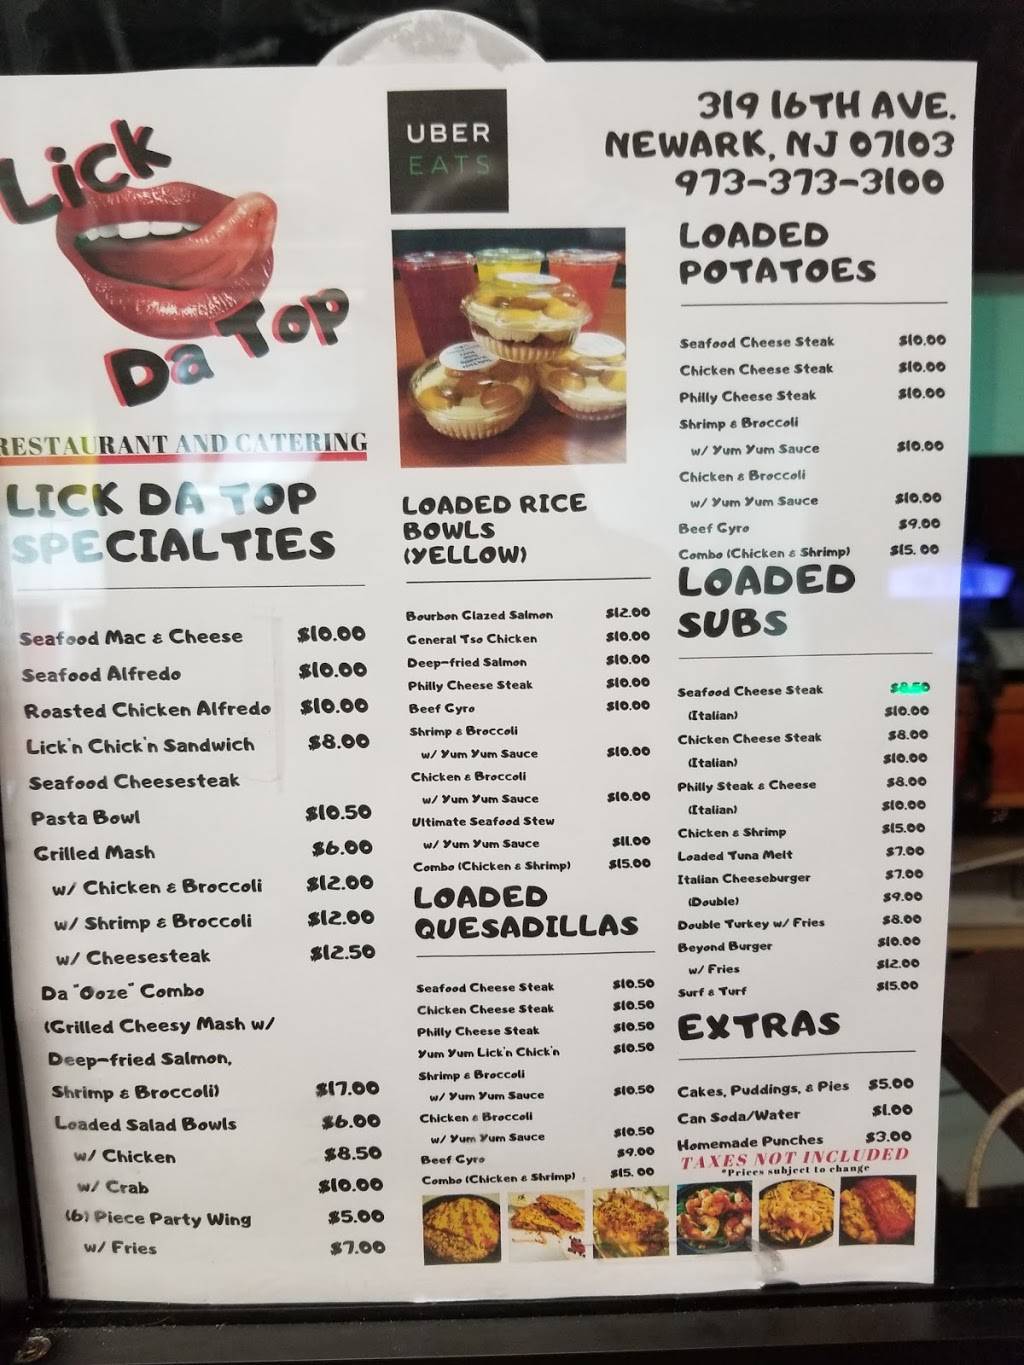 Lick
Da Top
RESTAURANT AND CATERING
UBER
EATS
319 16TH AVE.
NEWARK, NJ 07103
973-373-3100
LICK DA TOP
SPECIALTIES
Seafood Mac & Cheese $10.00
Seafood Alfredo $10.00
Roasted Chicken Alfredo $10.00
Lick'n Chick'n Sandwich $8.00
Seafood Cheesesteak
Pasta Bowl $10.50
Grilled Mash $6.00
w/ Chicken & Broccoli $12.00
w/ Shrimp & Broccoli $12.00
w/ Cheesesteak $12.50
Da "Ooze" Combo
(Grilled Cheesy Mash w/
Deep-fried Salmon,
Shrimp & Broccoli) $17.00
Loaded Salad Bowls $6.00
w/ Chicken $8.50
w/ Crab $10.00
(6) Piece Party Wing $5.00
w/ Fries $7.00
LOADED RICE
BOWLS
(YELLOW)
Bourbon Glazed Salmon $12.00
General Tso Chicken $10.00
Deep-fried Salmon $10.00
Philly Cheese Steak $10.00
Beef Gyro $10.00
Shrimp & Broccoli
w/ Yum Yum Sauce $10.00
Chicken & Broccoli
w/ Yum Yum Sauce $10.00
Ultimate Seafood Stew
w/ Yum Yum Sauce $11.00
Combo (Chicken & Shrimp) $15.00
LOADED
QUESADILLAS
Seafood Cheese Steak $10.50
Chicken Cheese Steak $10.50
Philly Cheese Steak $10.50
Yum Yum Lick'n Chick'n $10.50
Shrimp & Broccoli
w/ Yum Yum Sauce $10.50
Chicken & Broccoli
w/ Yum Yum Sauce $10.50
Beef Gyro $9.00
Combo (Chicken & Shrimp) $15.00
LOADED
POTATOES
Seafood Cheese Steak $10.00
Chicken Cheese Steak $10.00
Philly Cheese Steak $10.00
Shrimp & Broccoli
w/ Yum Yum Sauce $10.00
Chicken & Broccoli
w/ Yum Yum Sauce $10.00
Beef Gyro $9.00
Combo (Chicken & Shrimp) $15.00
LOADED
SUBS
Seafood Cheese Steak $8.50
(Italian) $10.00
Chicken Cheese Steak $8.00
(Italian) $10.00
Philly Steak & Cheese $8.00
(Italian) $10.00
Chicken & Shrimp $15.00
Loaded Tuna Melt $7.00
Italian Cheeseburger $7.00
(Double) $9.00
Double Turkey w/ Fries $8.00
Beyond Burger $10.00
w/ Fries $12.00
Surf & Turf $15.00
EXTRAS
Cakes, Puddings, & Pies $5.00
Can Soda/Water $1.00
Homemade Punches $3.00
TAXES NOT INCLUDED
*Prices subject to change